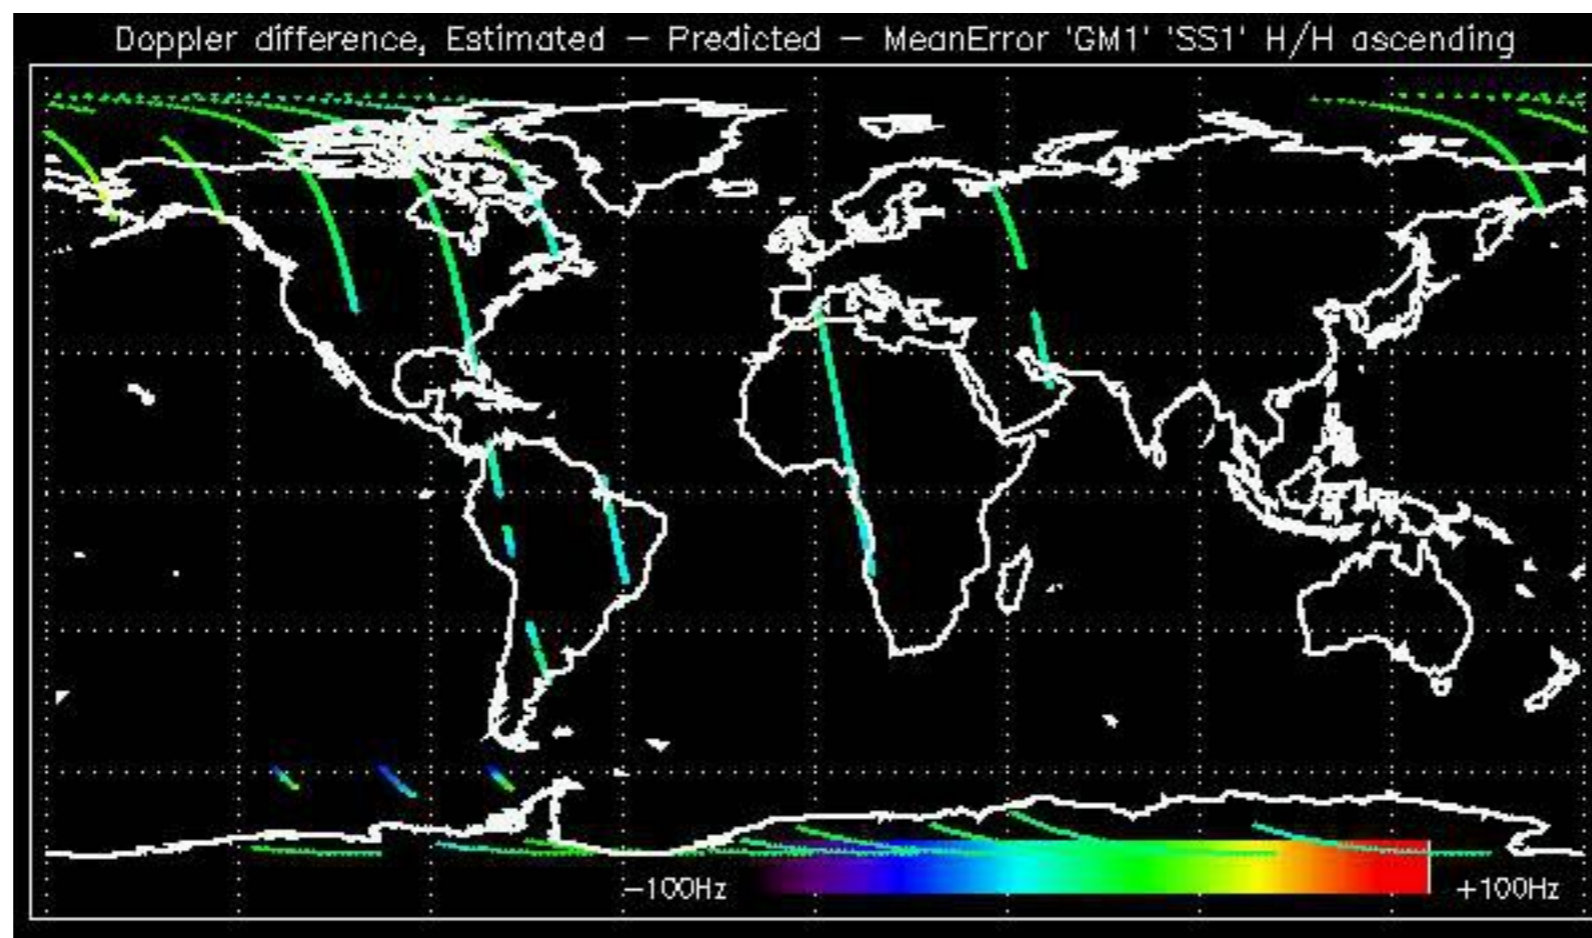 Doppler difference, Estimated – Predicted – MeanError 'GM1' 'SS1' H/H ascending
–100Hz +100Hz